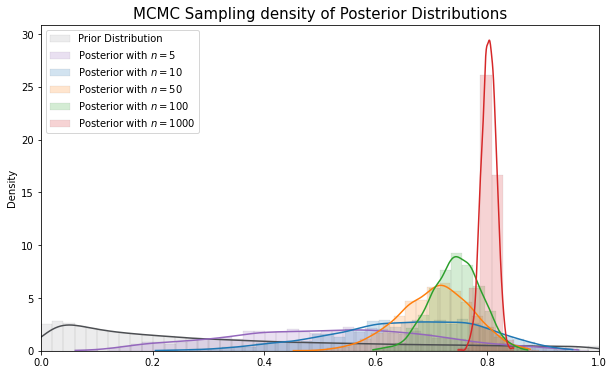 MCMC Sampling density of Posterior Distributions
Prior Distribution
Posterior with n = 5
Posterior with n = 10
Posterior with n = 50
Posterior with n = 100
Posterior with n = 1000
Density
30
25
20
15
10
5
0
0.0 0.2 0.4 0.6 0.8 1.0